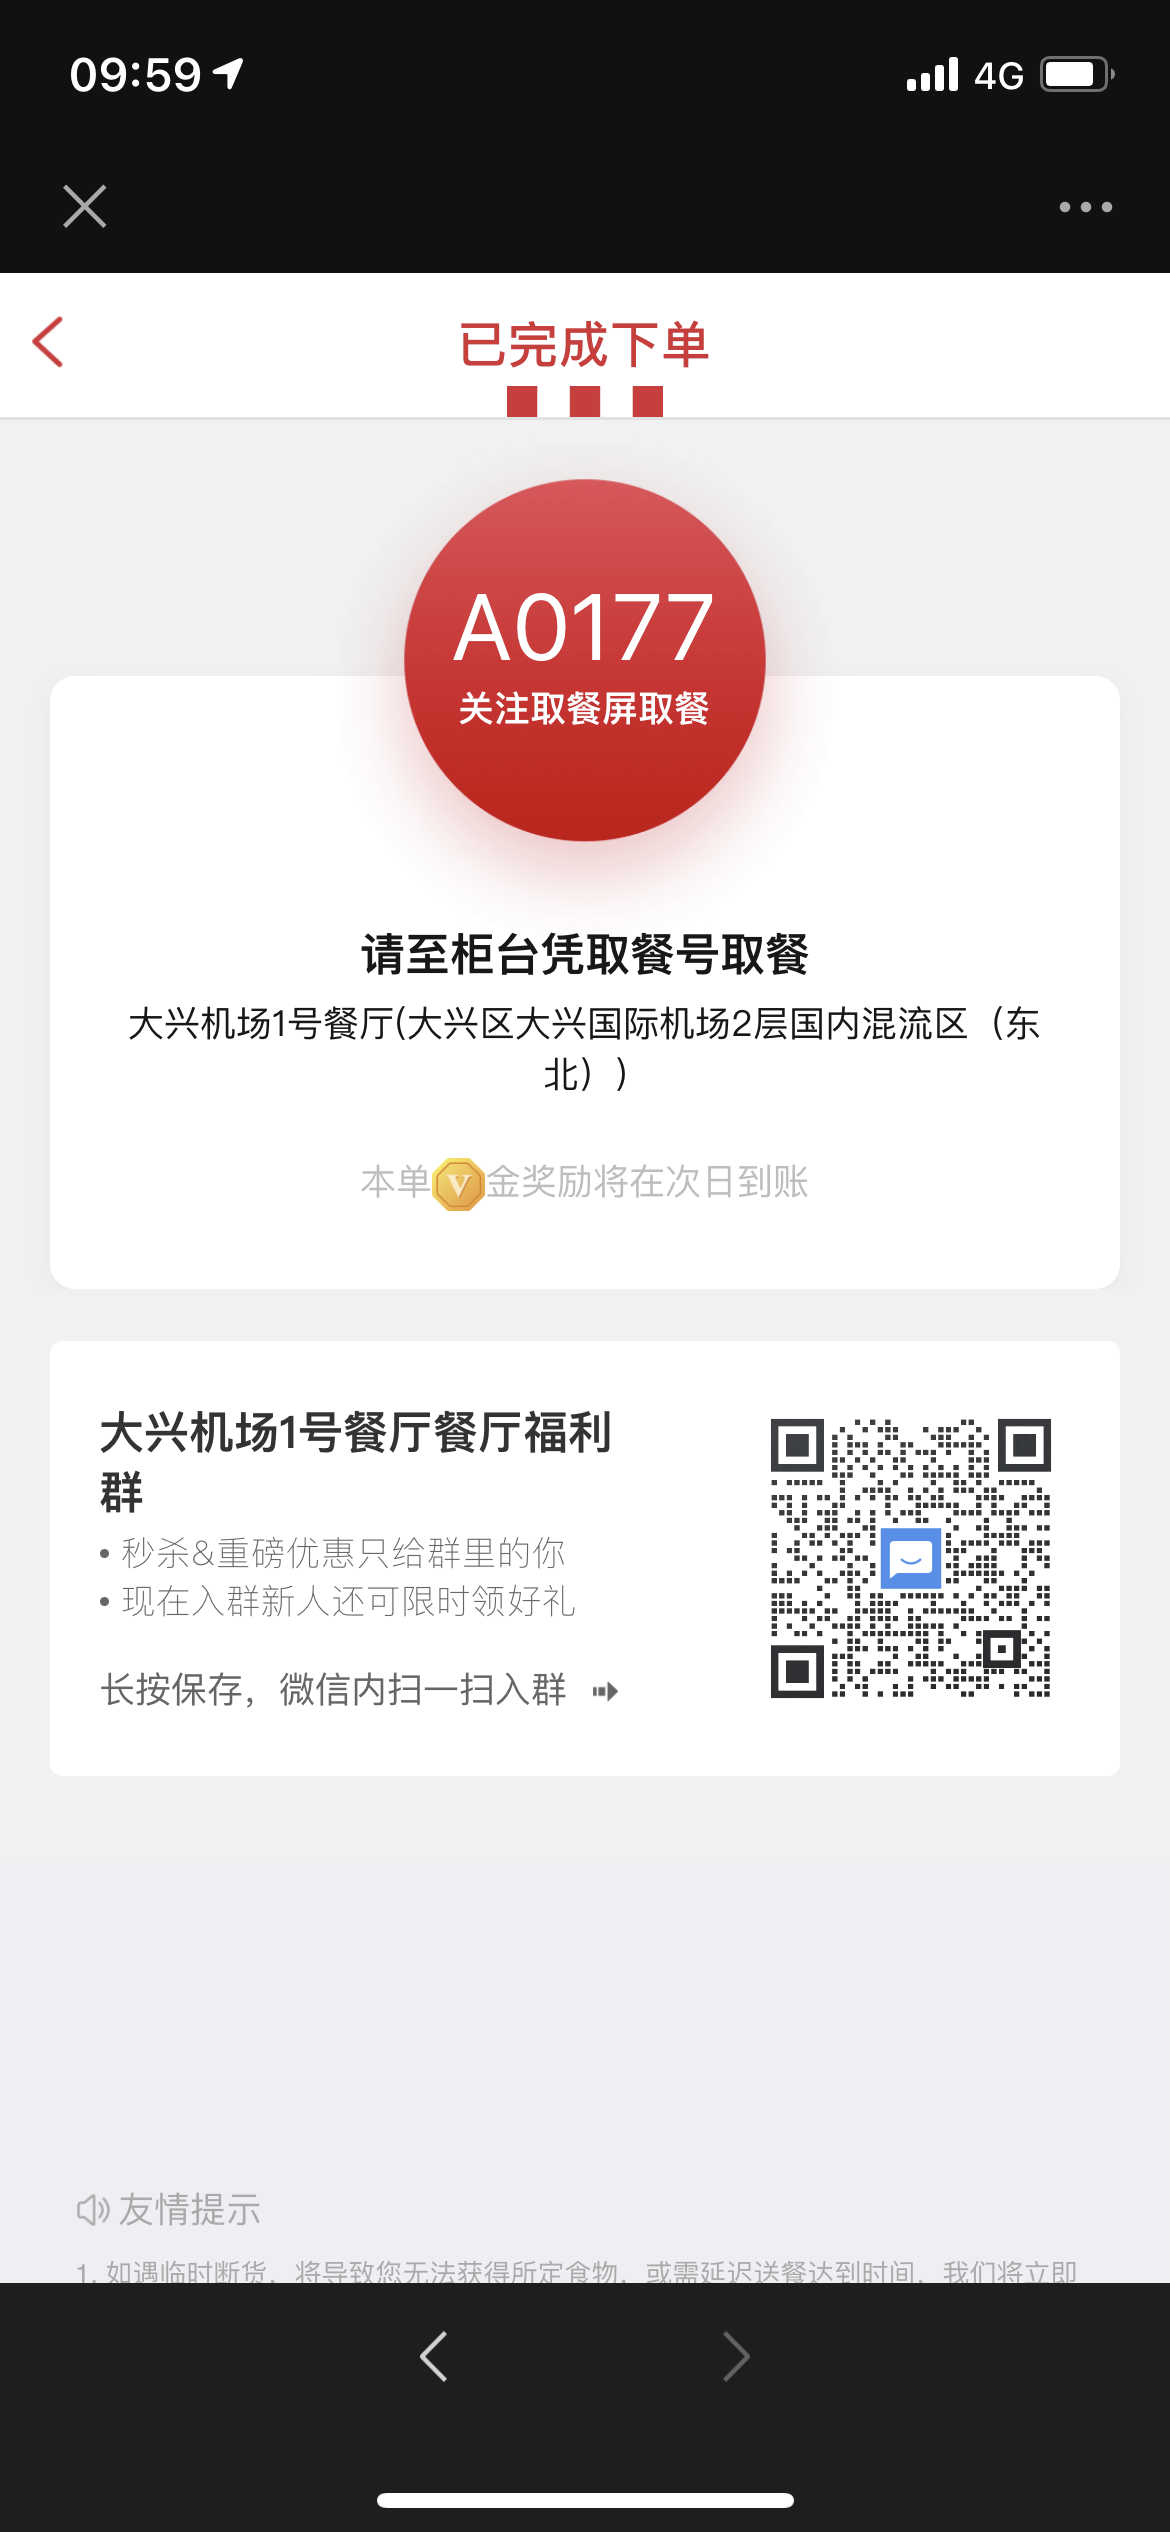 09:59
4G
已完成下单
A0177
关注取餐屏取餐
请至柜台凭取餐号取餐
大兴机场1号餐厅(大兴区大兴国际机场2层国内混流区（东
北）)
本单V金奖励将在次日到账
大兴机场1号餐厅餐厅福利
群
• 秒杀&重磅优惠只给群里的你
• 现在入群新人还可限时领好礼
长按保存，微信内扫一扫入群
友情提示
1. 如遇临时断货，将导致您无法获得所定食物，或需延迟送餐达到时间，我们将立即